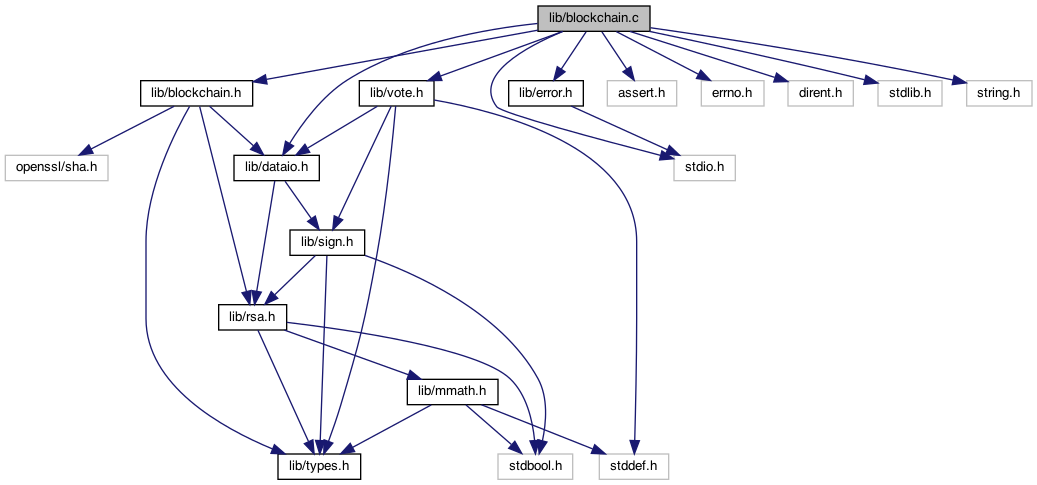 lib/blockchain.c
lib/blockchain.h
lib/vote.h
lib/error.h
assert.h
errno.h
dirent.h
stdlib.h
string.h
openssl/sha.h
lib/dataio.h
stdio.h
lib/sign.h
lib/rsa.h
lib/mmath.h
lib/types.h
stdbool.h
stddef.h